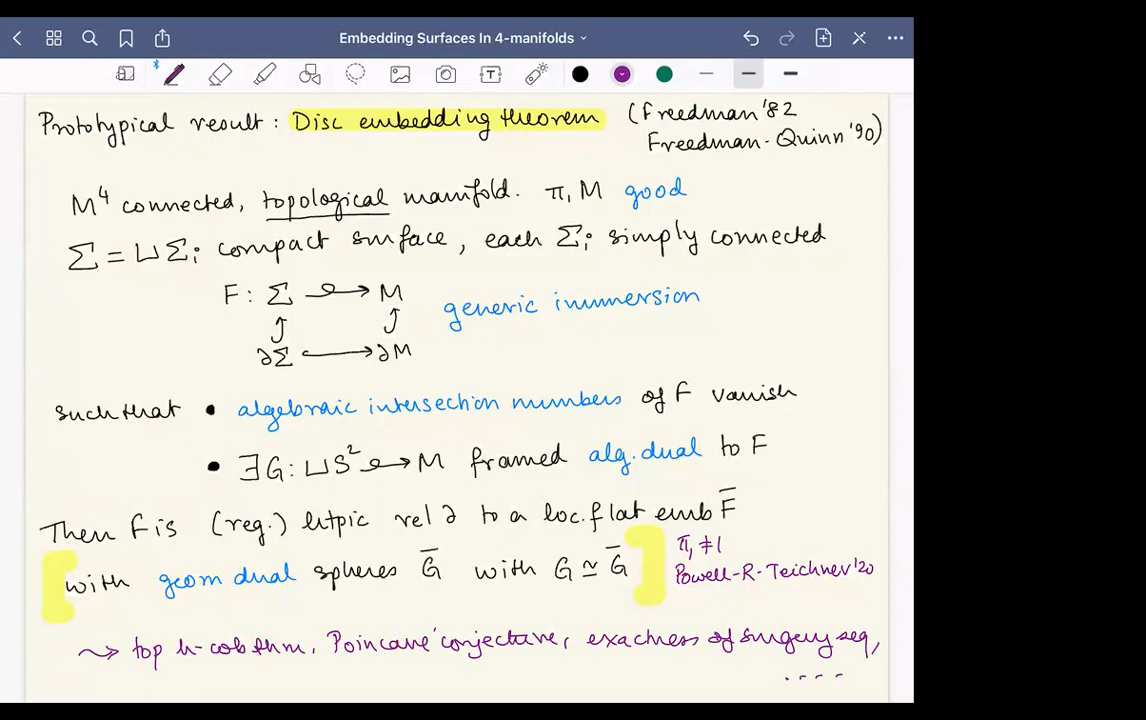 Embedding Surfaces In 4-manifolds
Prototypical result: Disc embedding theorem (Freedman '82
Freedman-Quinn '90)
M⁴ connected, topological manifold. π₁M good
Σ = ⊔Σᵢ compact surface, each Σᵢ simply connected
F: Σ ↬ M generic immersion
∂Σ ↪ ∂M
such that • algebraic intersection numbers of F vanish
• ∃G: ⊔S² ↬ M framed alg. dual to F
Then F is (reg.) htpic rel ∂ to a loc. flat emb F̄
with geom dual spheres Ḡ with G ≃ Ḡ
π₁ ≠ 1
Powell-R-Teichner '20
⇝ top h-cob thm, Poincaré conjecture, exactness of surgery seq,
....